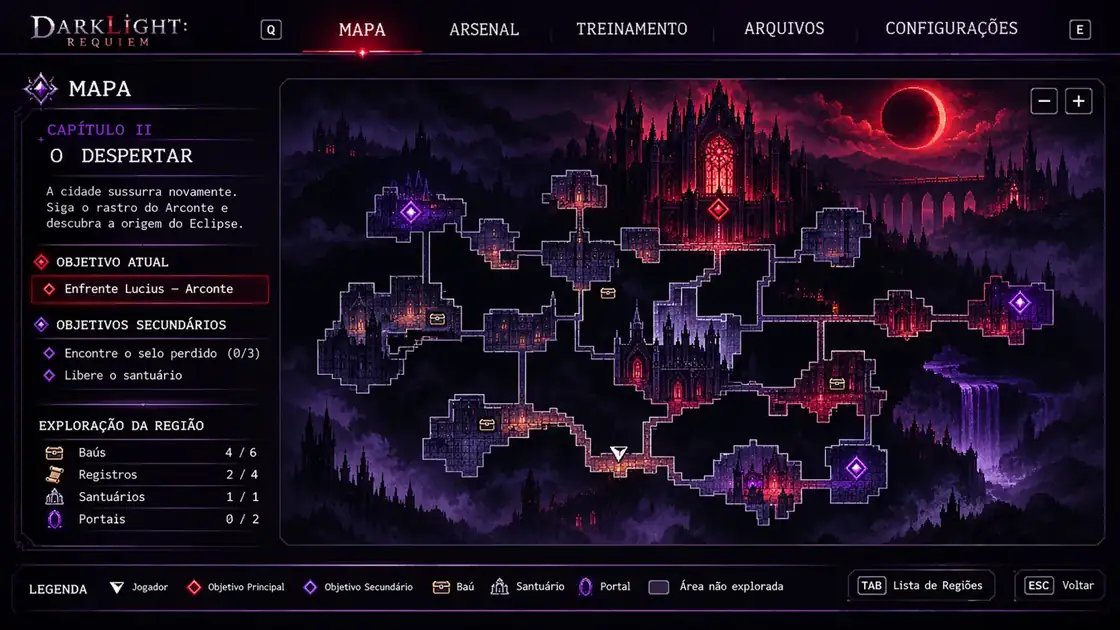 DARKLIGHT:
REQUIEM
Q
MAPA
ARSENAL
TREINAMENTO
ARQUIVOS
CONFIGURAÇÕES
E
MAPA
CAPÍTULO II
O DESPERTAR
A cidade sussurra novamente.
Siga o rastro do Arconte e
descubra a origem do Eclipse.
OBJETIVO ATUAL
Enfrente Lucius – Arconte
OBJETIVOS SECUNDÁRIOS
Encontre o selo perdido (0/3)
Libere o santuário
EXPLORAÇÃO DA REGIÃO
Baús 4 / 6
Registros 2 / 4
Santuários 1 / 1
Portais 0 / 2
− +
LEGENDA
Jogador
Objetivo Principal
Objetivo Secundário
Baú
Santuário
Portal
Área não explorada
TAB Lista de Regiões
ESC Voltar